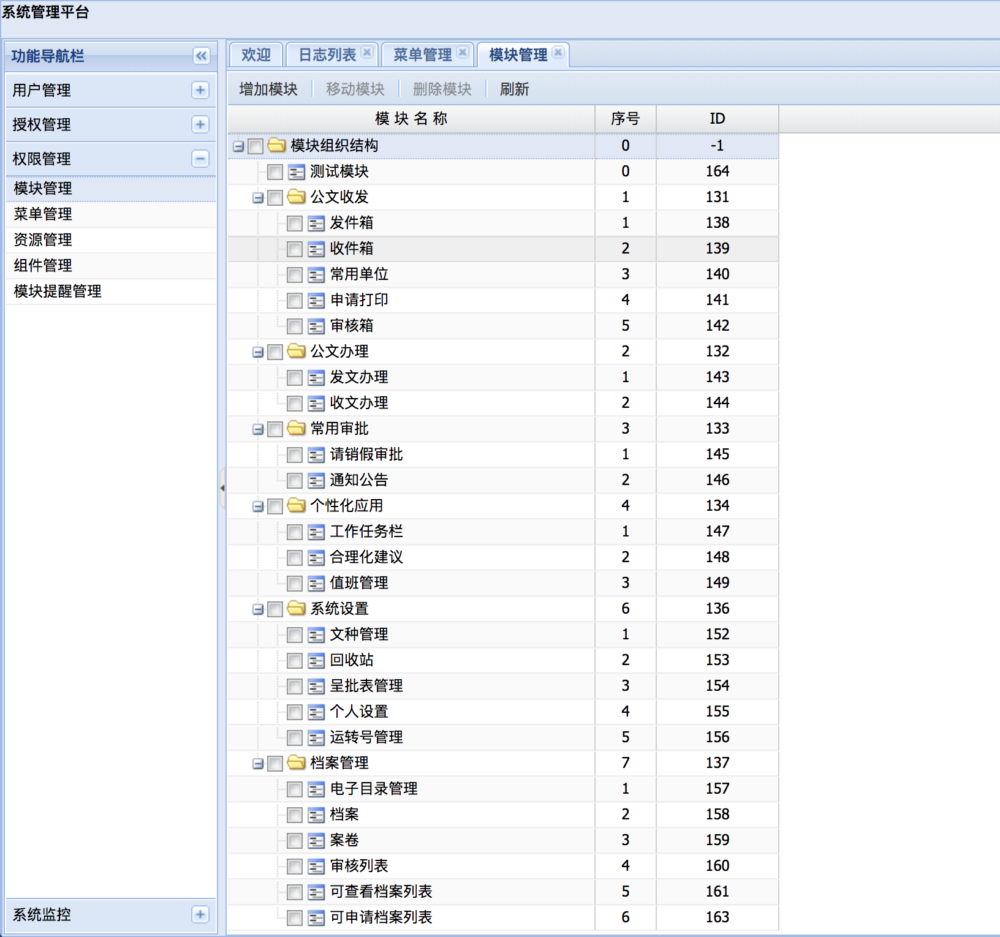 系统管理平台
功能导航栏
用户管理
授权管理
权限管理
模块管理
菜单管理
资源管理
组件管理
模块提醒管理
系统监控
欢迎 日志列表 菜单管理 模块管理
增加模块 移动模块 删除模块 刷新
模块名称 序号 ID
模块组织结构 0 -1
测试模块 0 164
公文收发 1 131
发件箱 1 138
收件箱 2 139
常用单位 3 140
申请打印 4 141
审核箱 5 142
公文办理 2 132
发文办理 1 143
收文办理 2 144
常用审批 3 133
请销假审批 1 145
通知公告 2 146
个性化应用 4 134
工作任务栏 1 147
合理化建议 2 148
值班管理 3 149
系统设置 6 136
文种管理 1 152
回收站 2 153
呈批表管理 3 154
个人设置 4 155
运转号管理 5 156
档案管理 7 137
电子目录管理 1 157
档案 2 158
案卷 3 159
审核列表 4 160
可查看档案列表 5 161
可申请档案列表 6 163